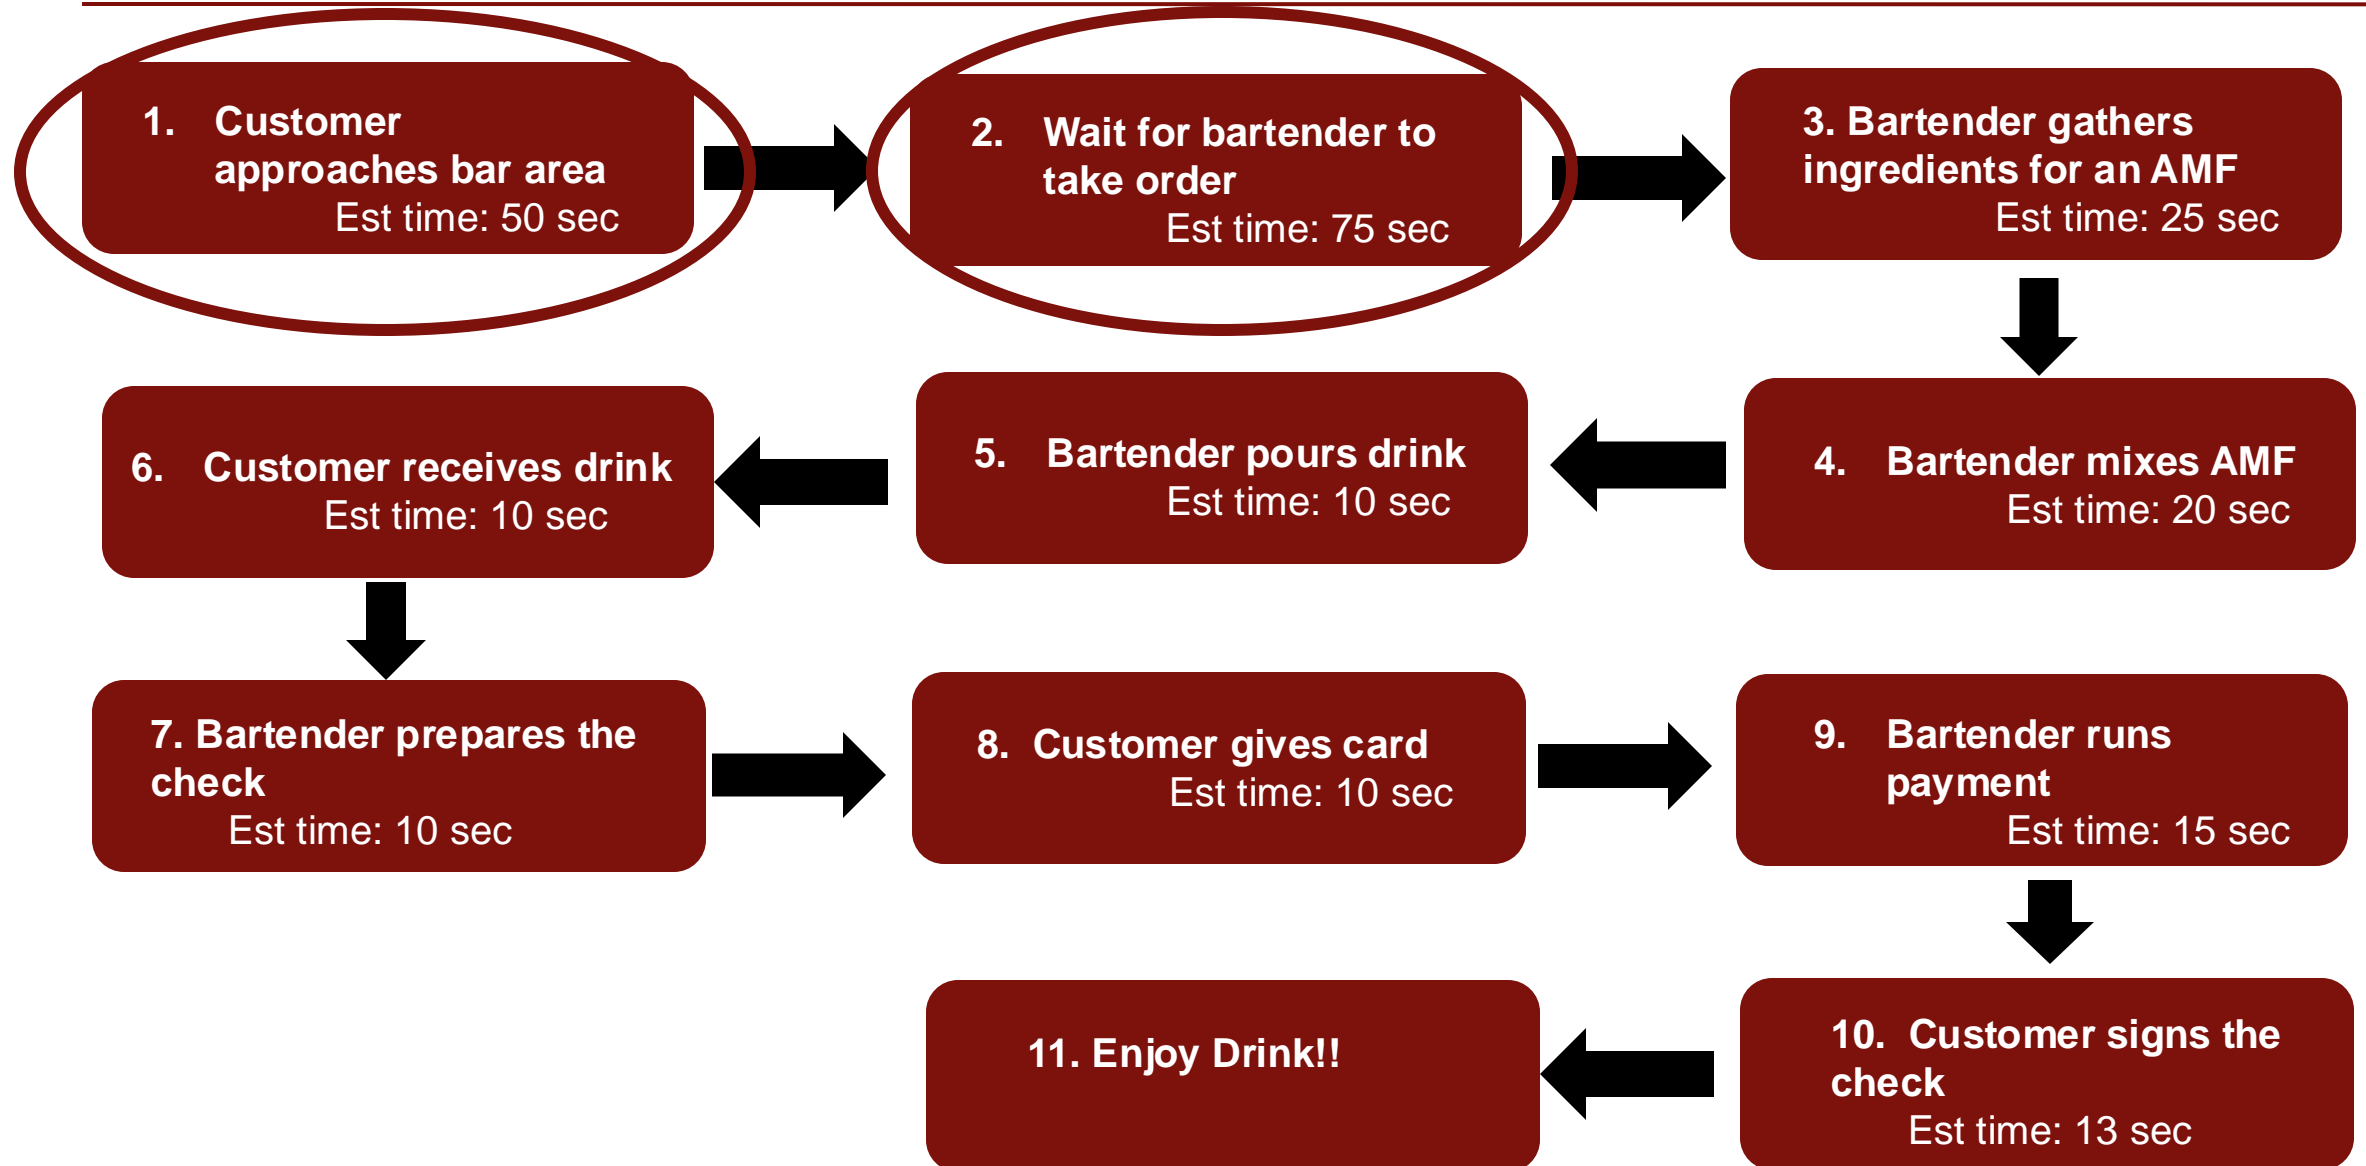 1. Customer
approaches bar area
Est time: 50 sec
2. Wait for bartender to
take order
Est time: 75 sec
3. Bartender gathers
ingredients for an AMF
Est time: 25 sec
4. Bartender mixes AMF
Est time: 20 sec
5. Bartender pours drink
Est time: 10 sec
6. Customer receives drink
Est time: 10 sec
7. Bartender prepares the
check
Est time: 10 sec
8. Customer gives card
Est time: 10 sec
9. Bartender runs
payment
Est time: 15 sec
10. Customer signs the
check
Est time: 13 sec
11. Enjoy Drink!!